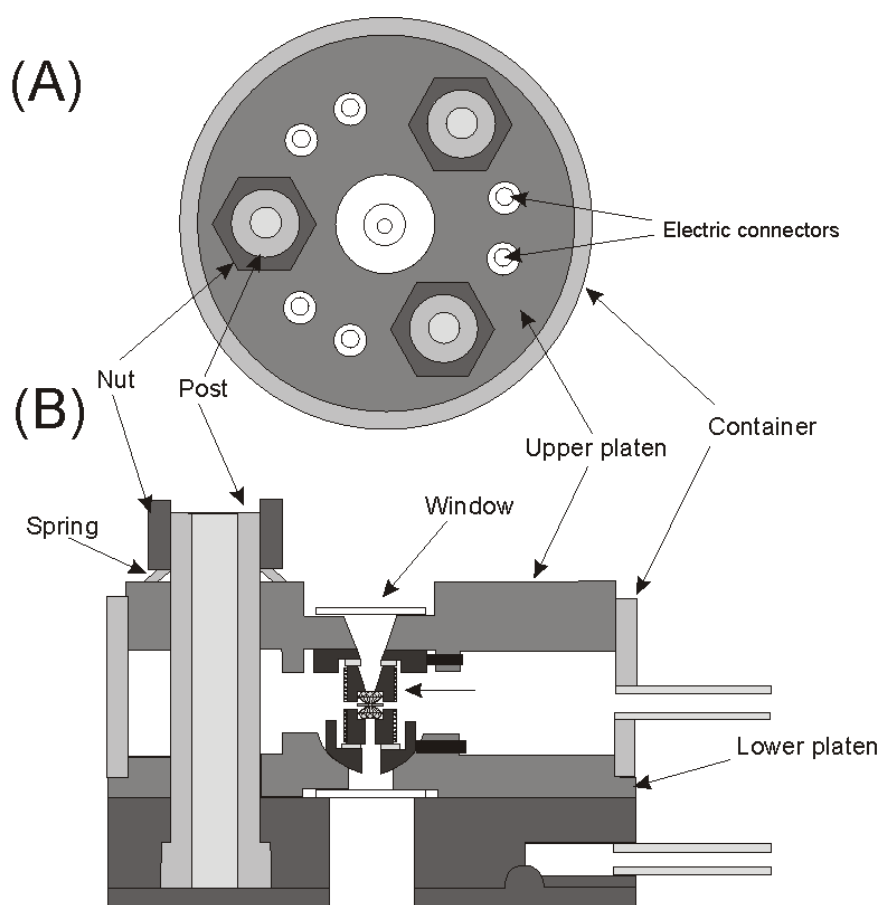 (A)
Electric connectors
Nut
Post
(B)
Container
Upper platen
Window
Spring
Lower platen